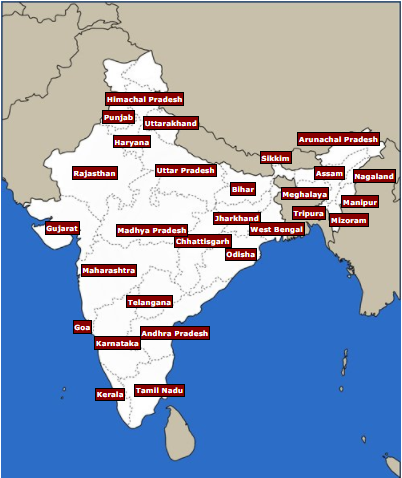 Himachal Pradesh
Punjab
Uttarakhand
Haryana
Arunachal Pradesh
Sikkim
Rajasthan
Uttar Pradesh
Assam
Nagaland
Bihar
Meghalaya
Manipur
Jharkhand
Tripura
Mizoram
Gujarat
Madhya Pradesh
West Bengal
Chhattisgarh
Odisha
Maharashtra
Telangana
Goa
Andhra Pradesh
Karnataka
Kerala
Tamil Nadu